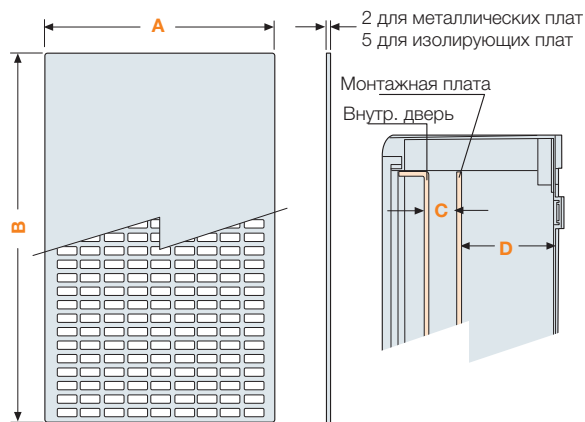 A
2 для металлических плат
5 для изолирующих плат
Монтажная плата
Внутр. дверь
B
C
D